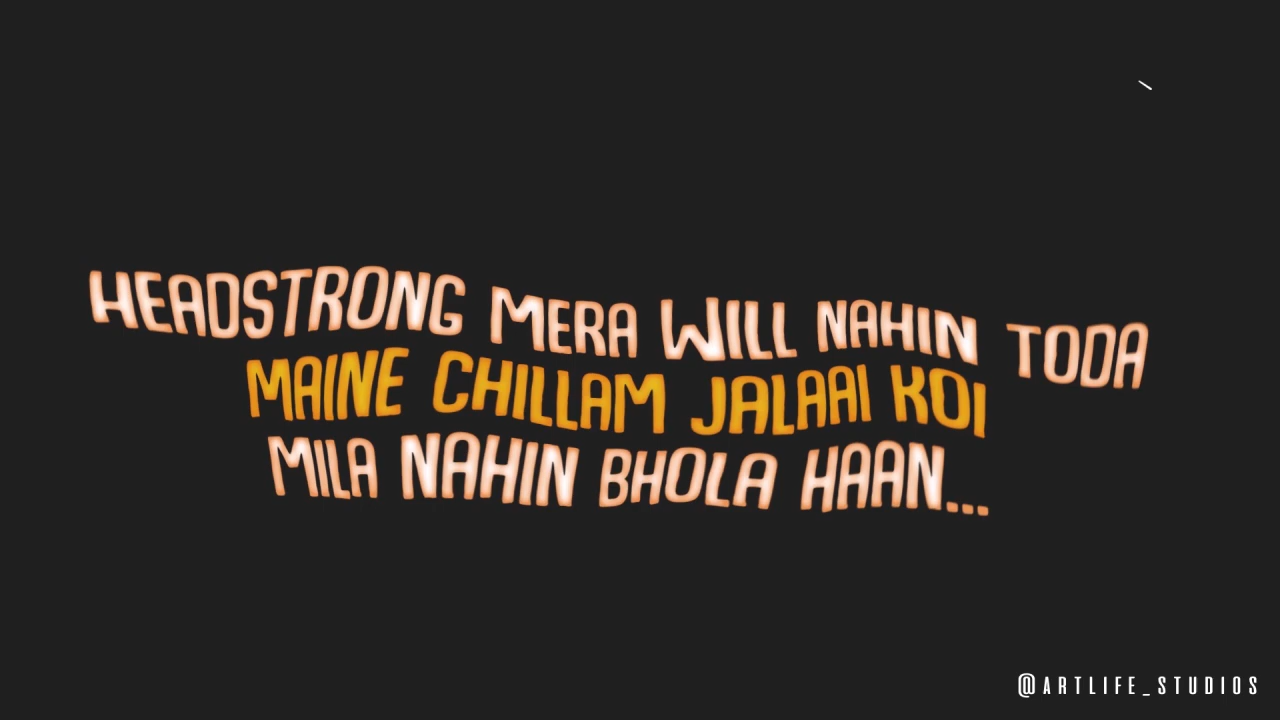 HEADSTRONG MERA WILL NAHIN TODA
MAINE CHILLAM JALAAI KOI
MILA NAHIN BHOLA HAAN....
@ARTLIFE_STUDIOS